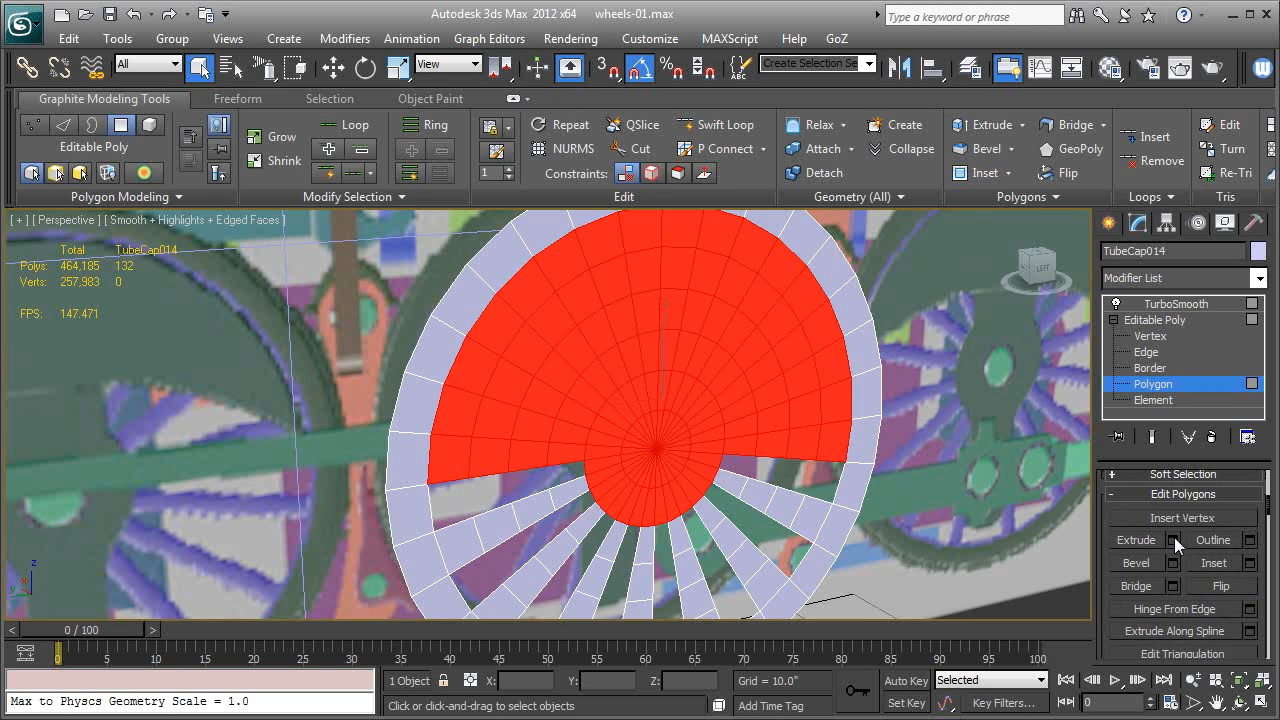 Autodesk 3ds Max 2012 x64 wheels-01.max
Type a keyword or phrase
Edit Tools Group Views Create Modifiers Animation Graph Editors Rendering Customize MAXScript Help GoZ
All View 3 Create Selection Se
Graphite Modeling Tools Freeform Selection Object Paint
Editable Poly
Polygon Modeling
Grow Loop Ring
Shrink
Modify Selection
Repeat QSlice Swift Loop
NURMS Cut P Connect
1 Constraints:
Edit
Relax Create
Attach Collapse
Detach
Geometry (All)
Extrude Bridge
Bevel GeoPoly
Inset Flip
Polygons
Insert
Remove
Loops
Edit
Turn
Re-Tri
Tris
[ + ] [ Perspective ] [ Smooth + Highlights + Edged Faces ]
Total TubeCap014
Polys: 464,185 132
Verts: 257,983 0
FPS: 147.471
LEFT
z
x
y
TubeCap014
Modifier List
TurboSmooth
Editable Poly
Vertex
Edge
Border
Polygon
Element
+ Soft Selection
- Edit Polygons
Insert Vertex
Extrude Outline
Bevel Inset
Bridge Flip
Hinge From Edge
Extrude Along Spline
Edit Triangulation
< 0 / 100 >
0 5 10 15 20 25 30 35 40 45 50 55 60 65 70 75 80 85 90 95 100
1 Object X: Y: Z: Grid = 10.0" Auto Key Selected
Max to Physcs Geometry Scale = 1.0
Click or click-and-drag to select objects Add Time Tag Set Key Key Filters... 0